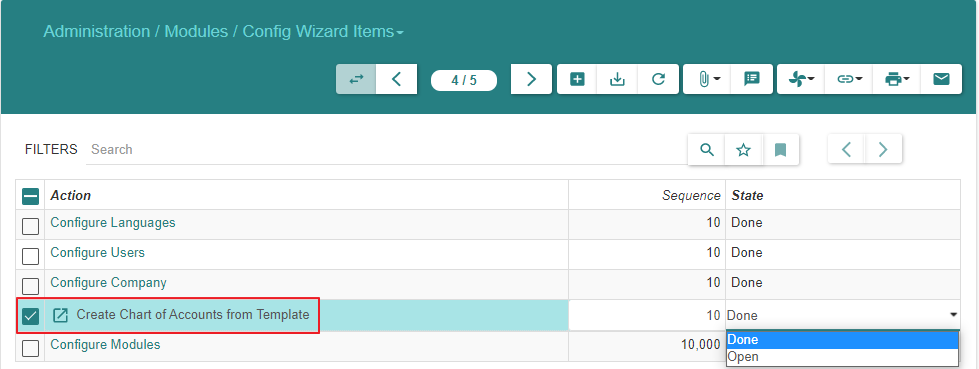 Administration / Modules / Config Wizard Items
4 / 5
FILTERS Search
Action Sequence State
Configure Languages 10 Done
Configure Users 10 Done
Configure Company 10 Done
Create Chart of Accounts from Template 10 Done
Done
Configure Modules 10,000
Open